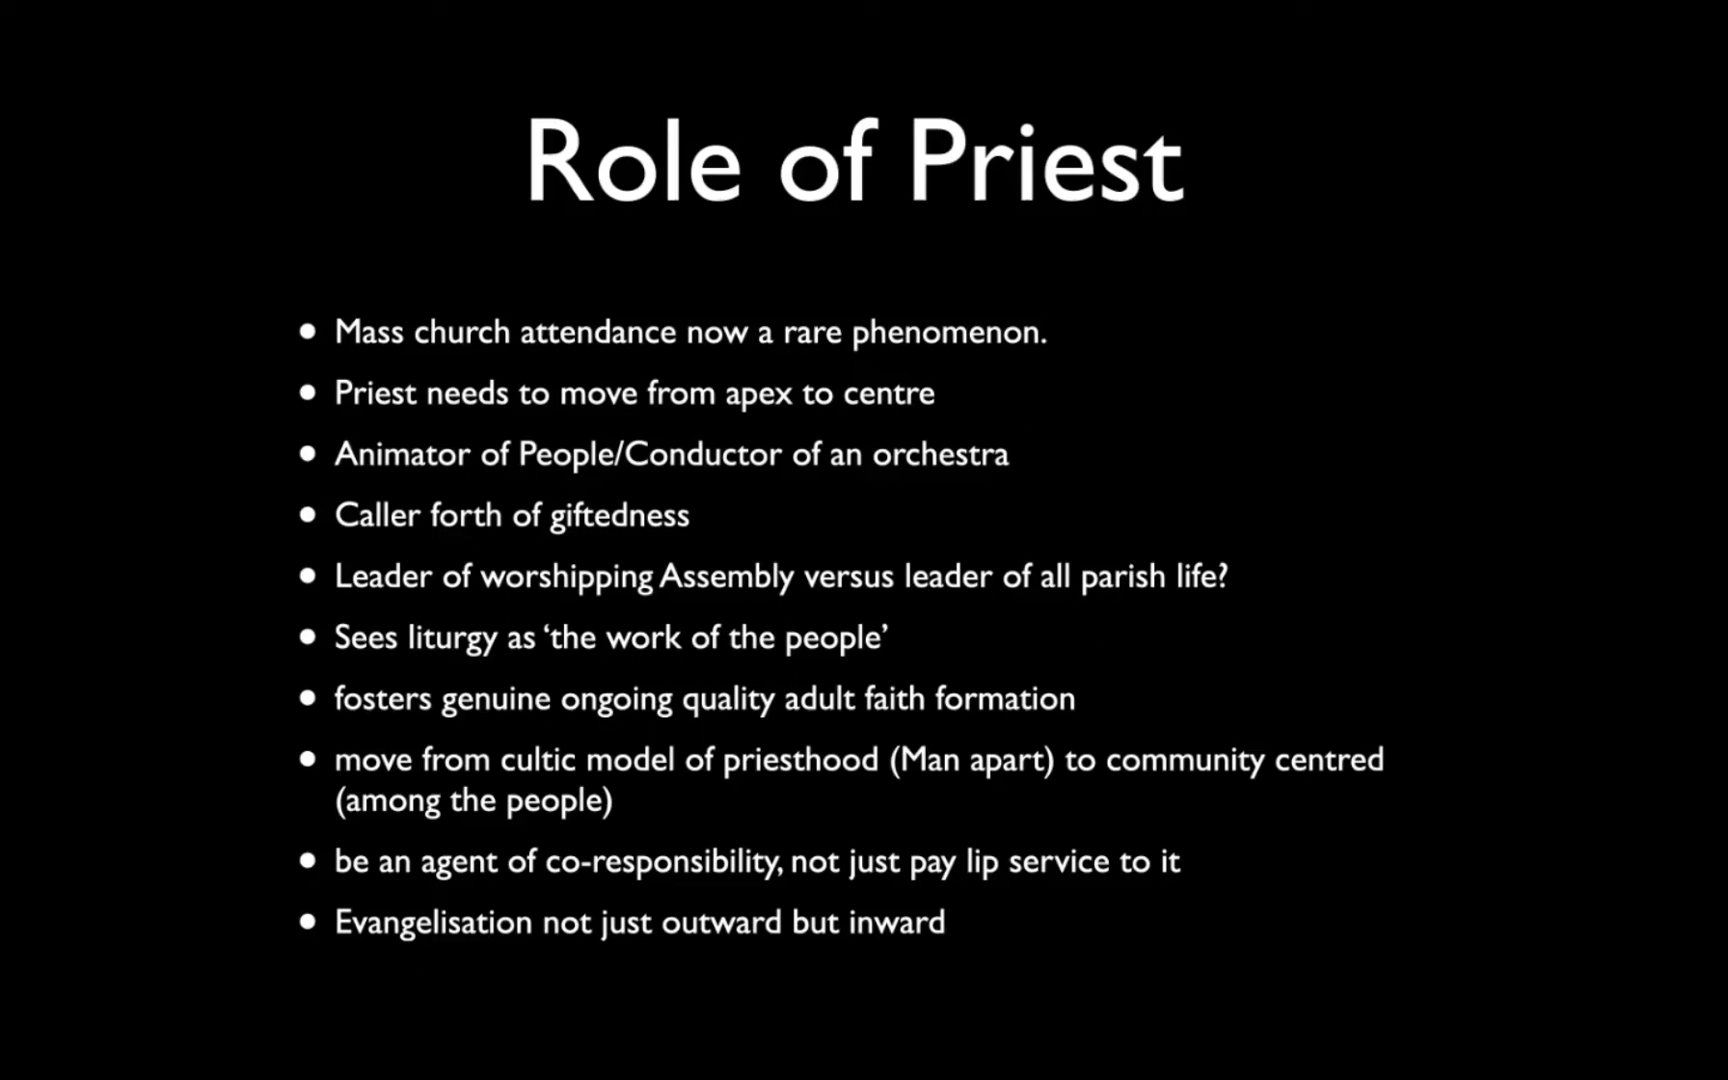 Role of Priest
• Mass church attendance now a rare phenomenon.
• Priest needs to move from apex to centre
• Animator of People/Conductor of an orchestra
• Caller forth of giftedness
• Leader of worshipping Assembly versus leader of all parish life?
• Sees liturgy as ‘the work of the people’
• fosters genuine ongoing quality adult faith formation
• move from cultic model of priesthood (Man apart) to community centred
(among the people)
• be an agent of co-responsibility, not just pay lip service to it
• Evangelisation not just outward but inward